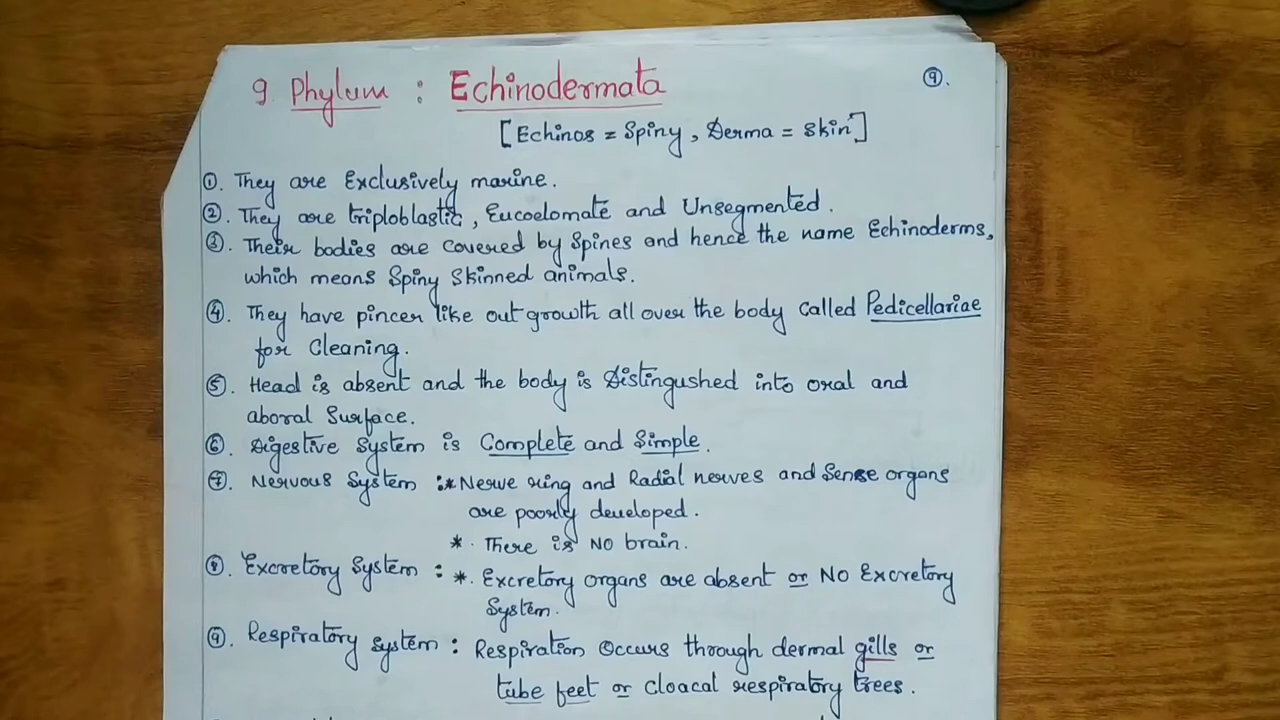 9 Phylum : Echinodermata
⑨.
[Echinos = Spiny, Derma = Skin]
①. They are Exclusively marine.
②. They are triploblastic, Eucoelomate and Unsegmented.
③. Their bodies are covered by Spines and hence the name Echinoderms,
which means Spiny Skinned animals.
④. They have pincer like out growth all over the body called Pedicellariae
for Cleaning.
⑤. Head is absent and the body is Distingushed into oral and
aboral Surface.
⑥. Digestive System is Complete and Simple.
⑦. Nervous System :* Nerve ring and Radial nerves and Sense organs
are poorly developed.
*. There is NO brain.
⑧. Excretory System : *. Excretory organs are absent or NO Excretory
System.
⑨. Respiratory System : Respiration Occurs through dermal gills or
tube feet or Cloacal respiratory trees.